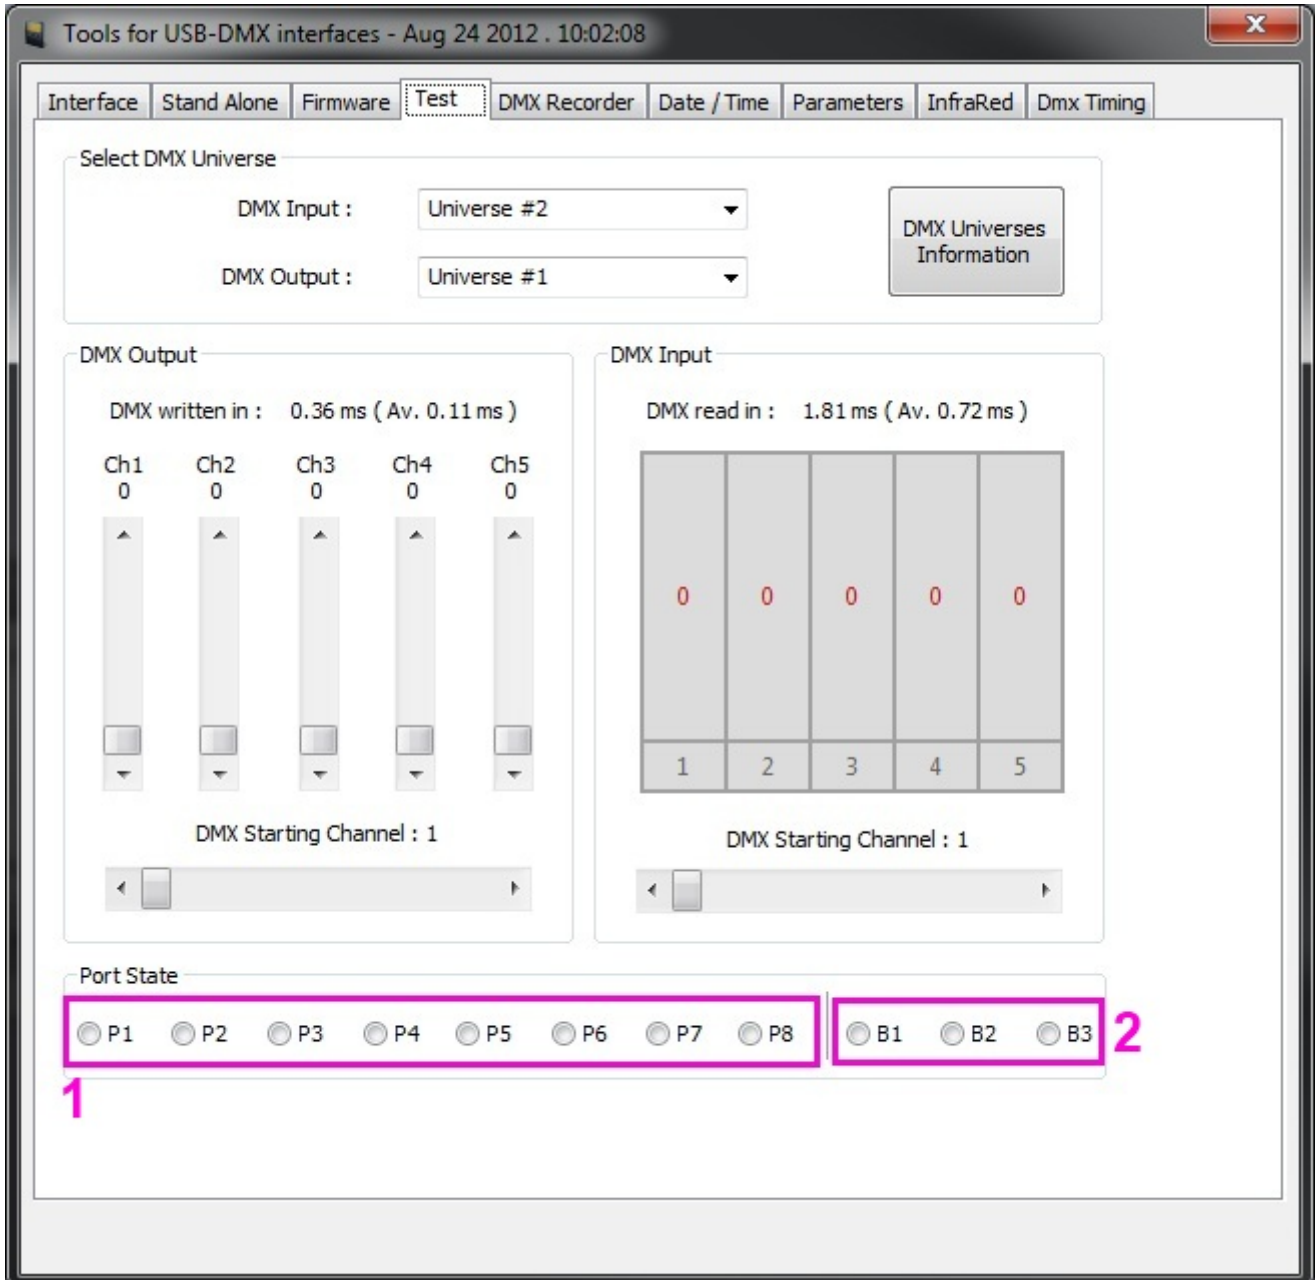 Tools for USB-DMX interfaces - Aug 24 2012 . 10:02:08
Interface Stand Alone Firmware Test DMX Recorder Date / Time Parameters InfraRed Dmx Timing
Select DMX Universe
DMX Input : Universe #2
DMX Universes
Information
DMX Output : Universe #1
DMX Output
DMX written in : 0.36 ms ( Av. 0.11 ms )
Ch1 Ch2 Ch3 Ch4 Ch5
0 0 0 0 0
DMX Starting Channel : 1
DMX Input
DMX read in : 1.81 ms ( Av. 0.72 ms )
0 0 0 0 0
1 2 3 4 5
DMX Starting Channel : 1
Port State
P1 P2 P3 P4 P5 P6 P7 P8 B1 B2 B3 2
1